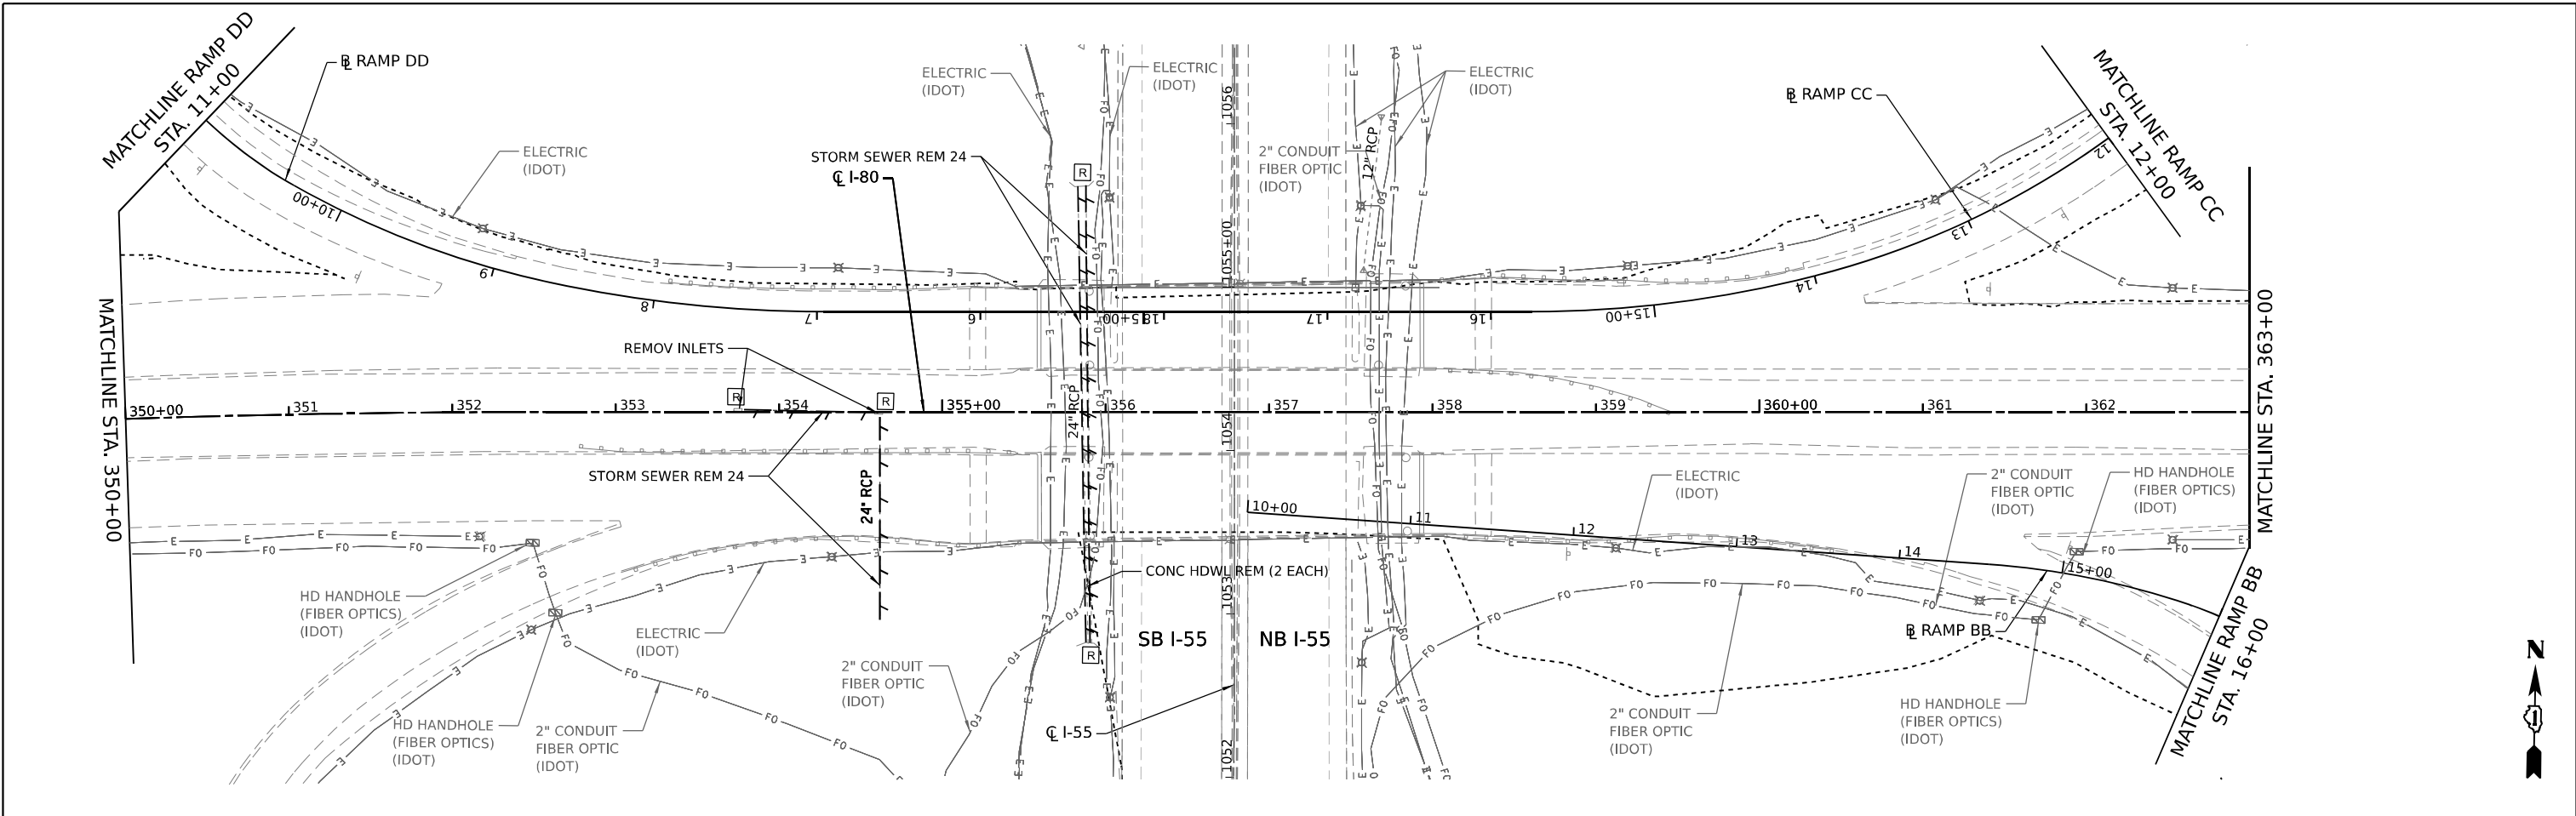 MATCHLINE RAMP DD
STA. 11+00
℄ RAMP DD
ELECTRIC
(IDOT)
ELECTRIC
(IDOT)
ELECTRIC
(IDOT)
ELECTRIC
(IDOT)
2" CONDUIT
FIBER OPTIC
(IDOT)
12" RCP
℄ RAMP CC
MATCHLINE RAMP CC
STA. 12+00
STORM SEWER REM 24
℄ I-80
R
1056
1055+00
1054
1053
1052
10+00
9
8
7
6
15+00
18
17
16
15+00
14
13
12
MATCHLINE STA. 350+00
MATCHLINE STA. 363+00
REMOV INLETS
R
R
350+00
351
352
353
354
355+00
356
357
358
359
360+00
361
362
24" RCP
24" RCP
STORM SEWER REM 24
10+00
11
12
13
14
15+00
ELECTRIC
(IDOT)
2" CONDUIT
FIBER OPTIC
(IDOT)
HD HANDHOLE
(FIBER OPTICS)
(IDOT)
HD HANDHOLE
(FIBER OPTICS)
(IDOT)
ELECTRIC
(IDOT)
CONC HDWL REM (2 EACH)
R
SB I-55
NB I-55
℄ RAMP BB
MATCHLINE RAMP BB
STA. 16+00
2" CONDUIT
FIBER OPTIC
(IDOT)
HD HANDHOLE
(FIBER OPTICS)
(IDOT)
2" CONDUIT
FIBER OPTIC
(IDOT)
℄ I-55
2" CONDUIT
FIBER OPTIC
(IDOT)
HD HANDHOLE
(FIBER OPTICS)
(IDOT)
N